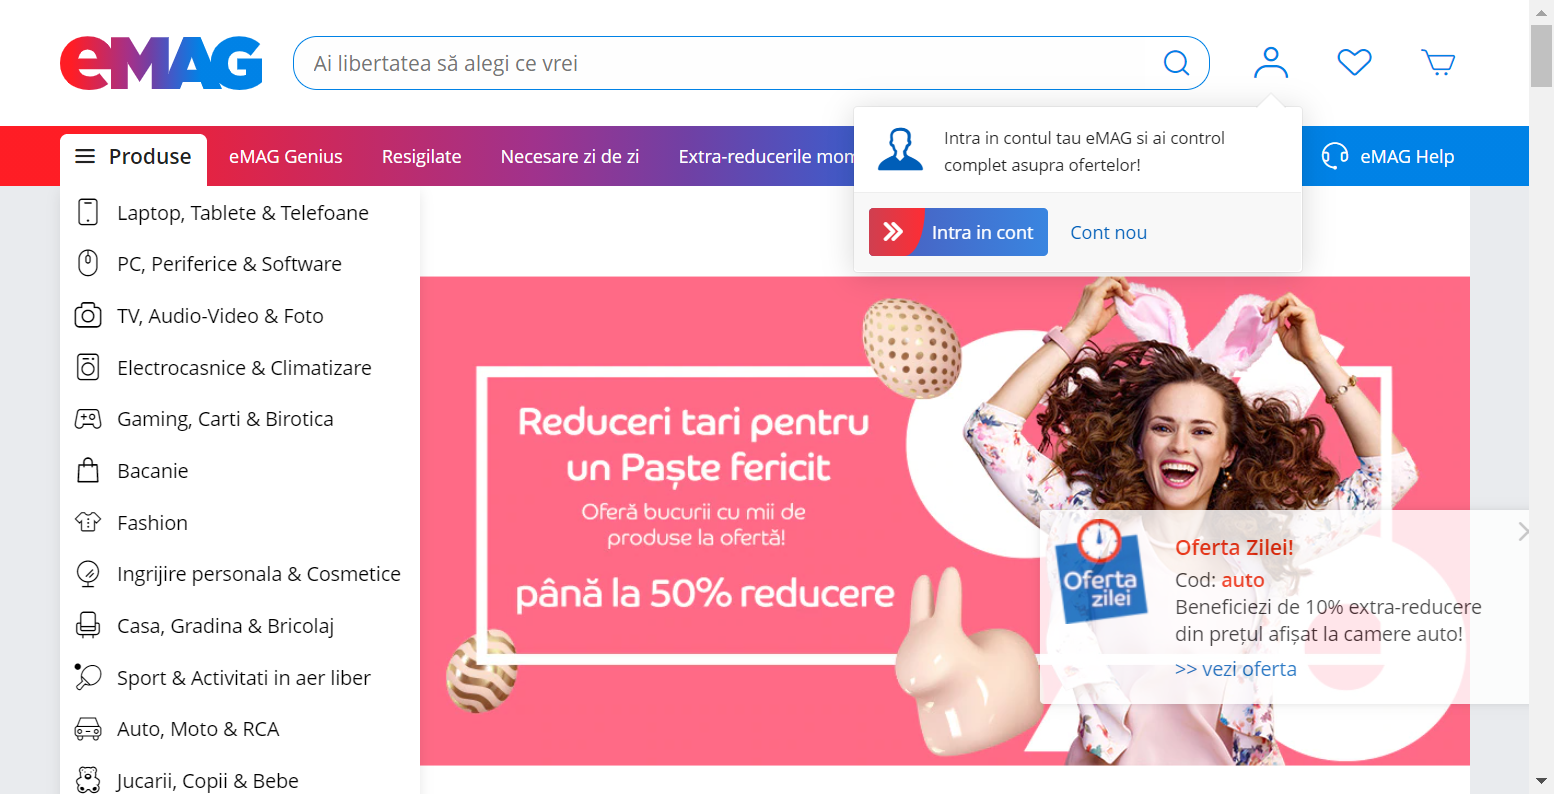 eMAG
Ai libertatea să alegi ce vrei
Produse
eMAG Genius
Resigilate
Necesare zi de zi
Extra-reducerile mom
eMAG Help
Intra in contul tau eMAG si ai control
complet asupra ofertelor!
Intra in cont
Cont nou
Laptop, Tablete & Telefoane
PC, Periferice & Software
TV, Audio-Video & Foto
Electrocasnice & Climatizare
Gaming, Carti & Birotica
Bacanie
Fashion
Ingrijire personala & Cosmetice
Casa, Gradina & Bricolaj
Sport & Activitati in aer liber
Auto, Moto & RCA
Jucarii, Copii & Bebe
Reduceri tari pentru
un Paște fericit
Oferă bucurii cu mii de
produse la ofertă!
până la 50% reducere
Oferta
zilei
Oferta Zilei!
Cod: auto
Beneficiezi de 10% extra-reducere
din prețul afișat la camere auto!
>> vezi oferta